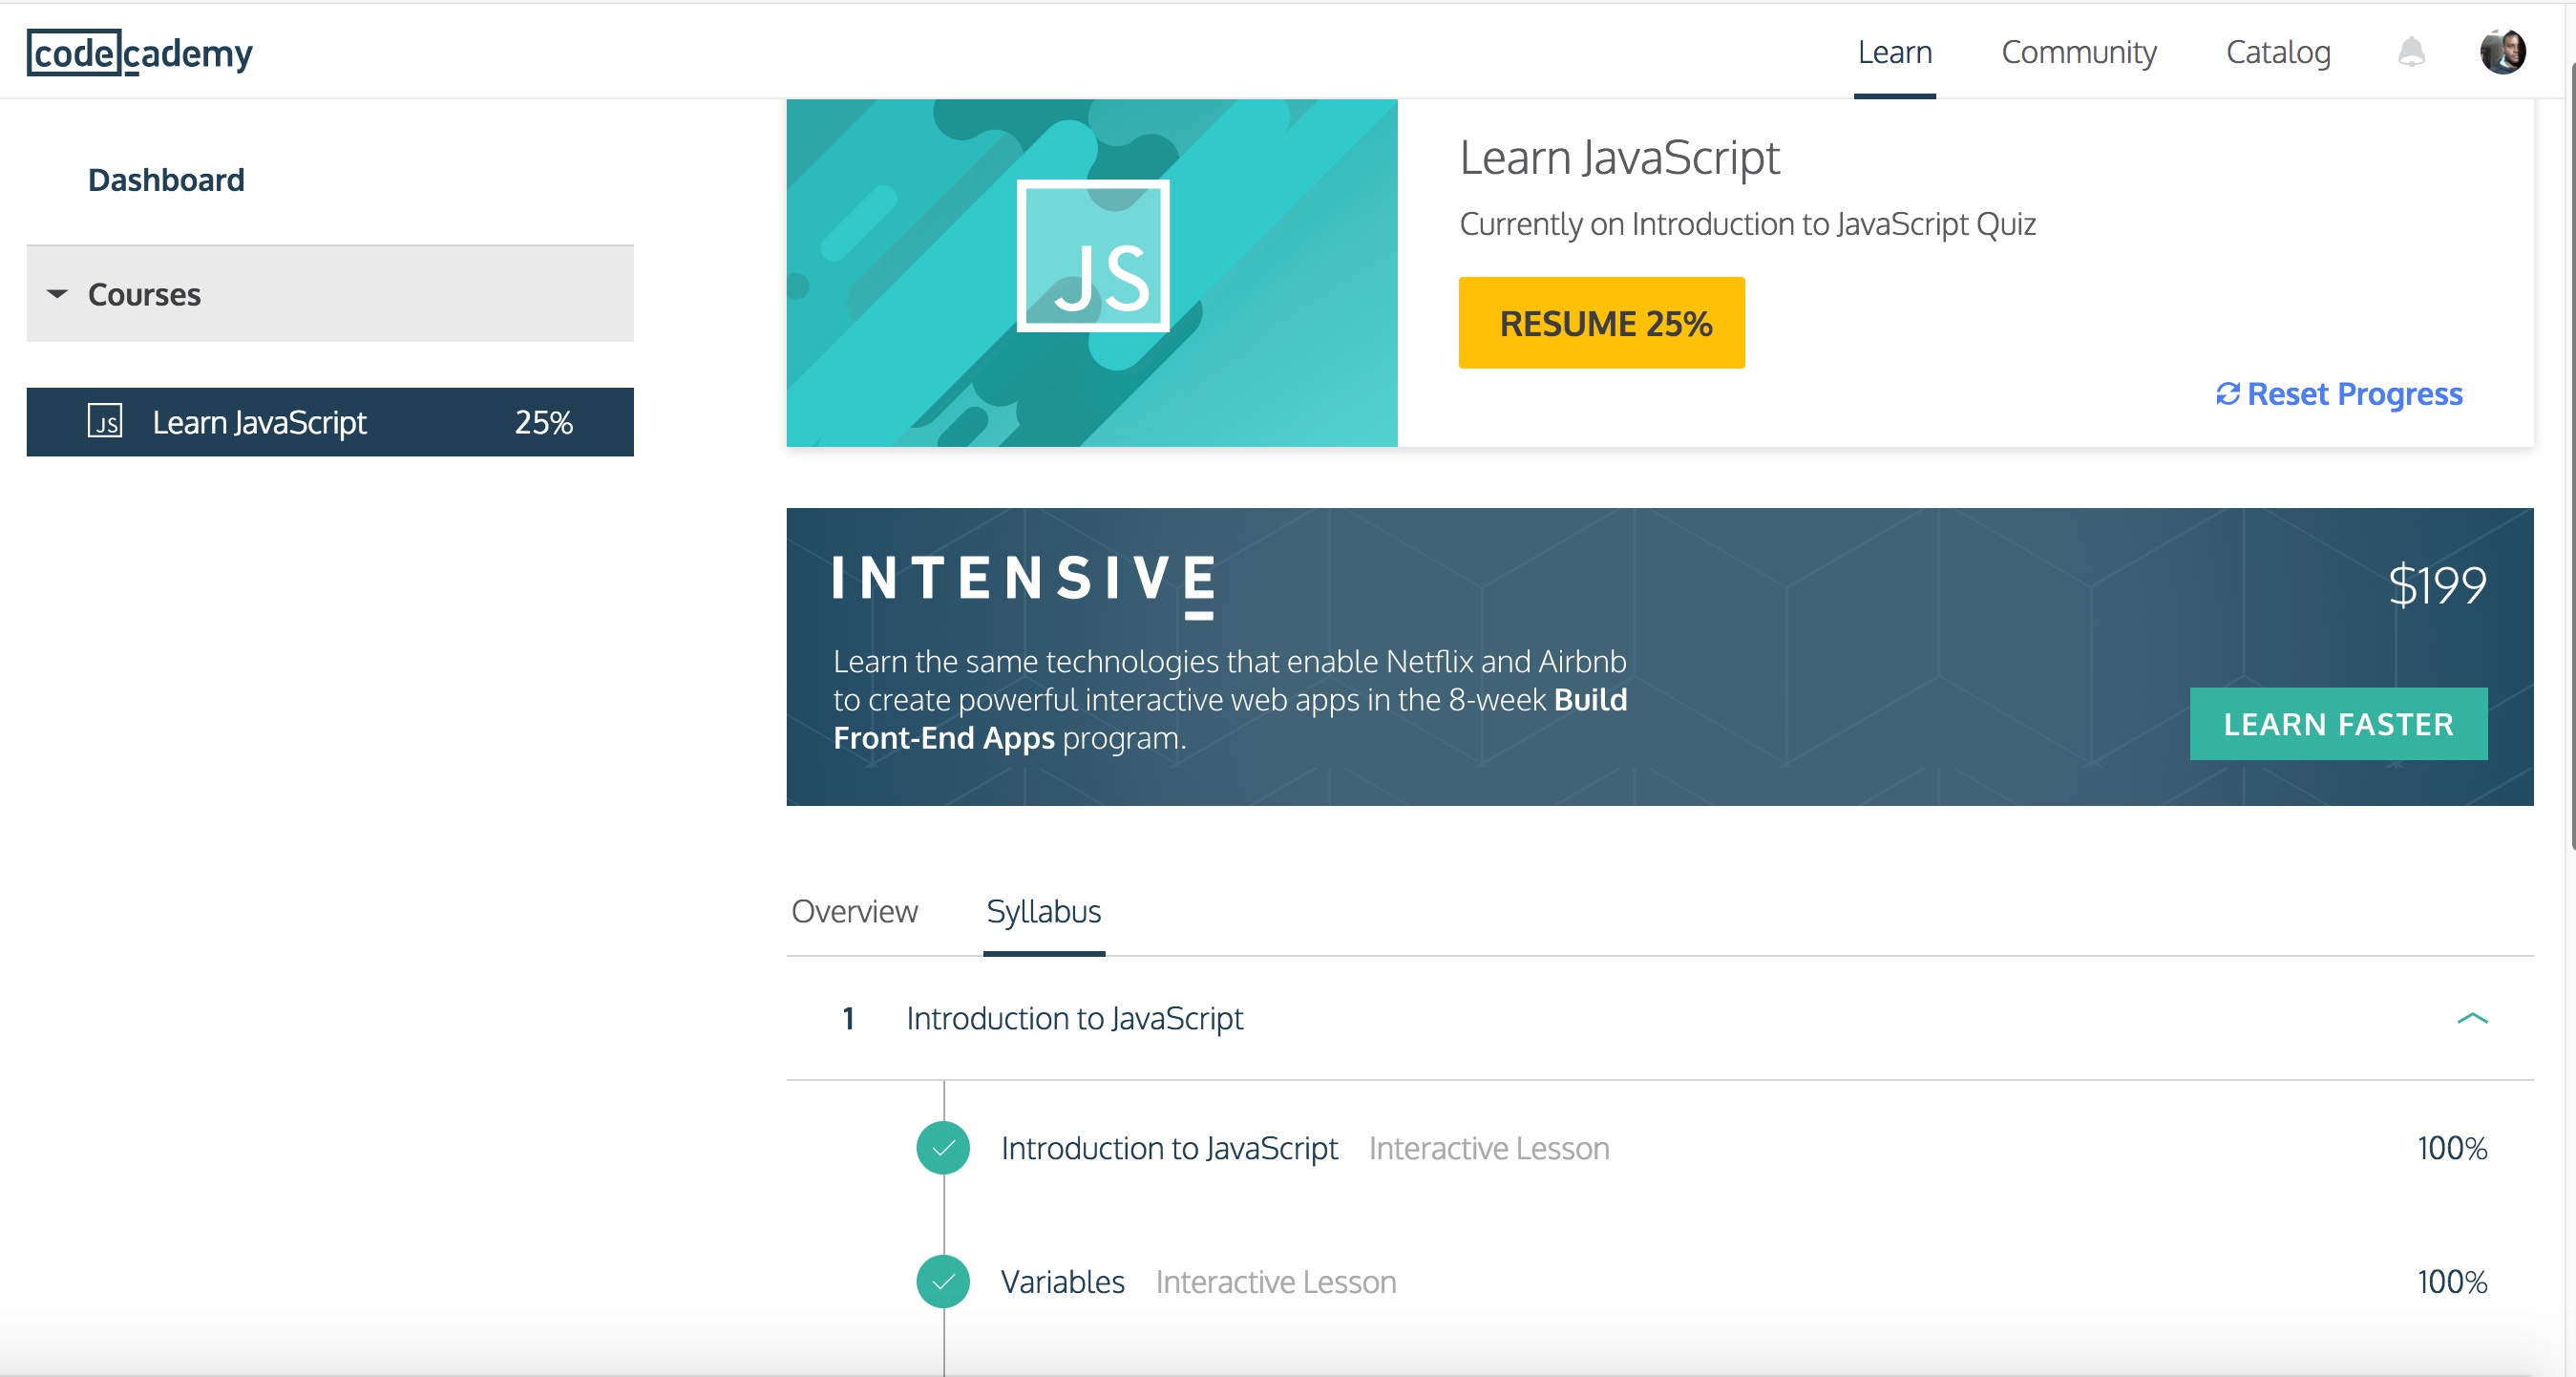 codecademy
Learn Community Catalog
Dashboard
Courses
JS Learn JavaScript 25%
JS
Learn JavaScript
Currently on Introduction to JavaScript Quiz
RESUME 25%
Reset Progress
INTENSIVE
$199
Learn the same technologies that enable Netflix and Airbnb
to create powerful interactive web apps in the 8-week Build
Front-End Apps program.
LEARN FASTER
Overview Syllabus
1 Introduction to JavaScript
Introduction to JavaScript Interactive Lesson 100%
Variables Interactive Lesson 100%